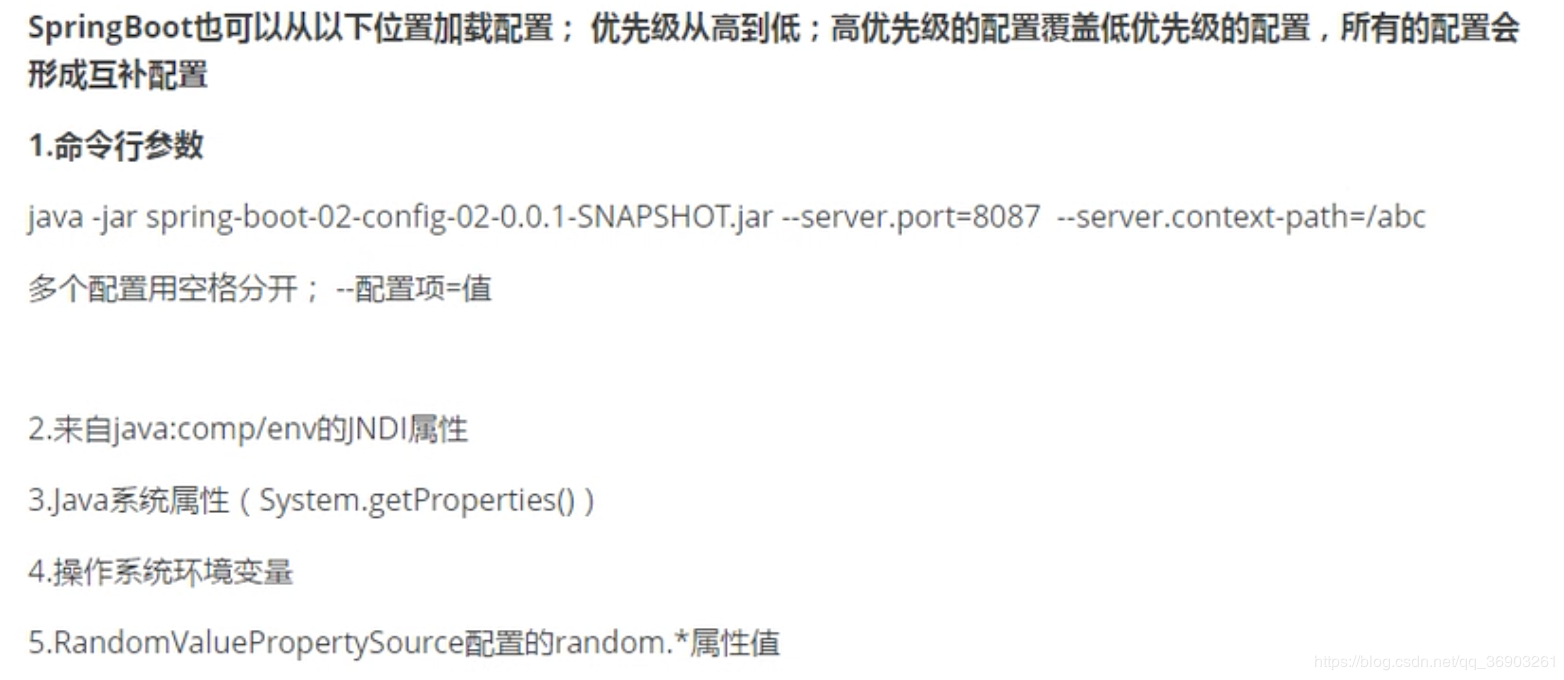 SpringBoot也可以从以下位置加载配置； 优先级从高到低；高优先级的配置覆盖低优先级的配置，所有的配置会
形成互补配置
1.命令行参数
java -jar spring-boot-02-config-02-0.0.1-SNAPSHOT.jar --server.port=8087  --server.context-path=/abc
多个配置用空格分开； --配置项=值
2.来自java:comp/env的JNDI属性
3.Java系统属性（System.getProperties()）
4.操作系统环境变量
5.RandomValuePropertySource配置的random.*属性值
https://blog.csdn.net/qq_36903261